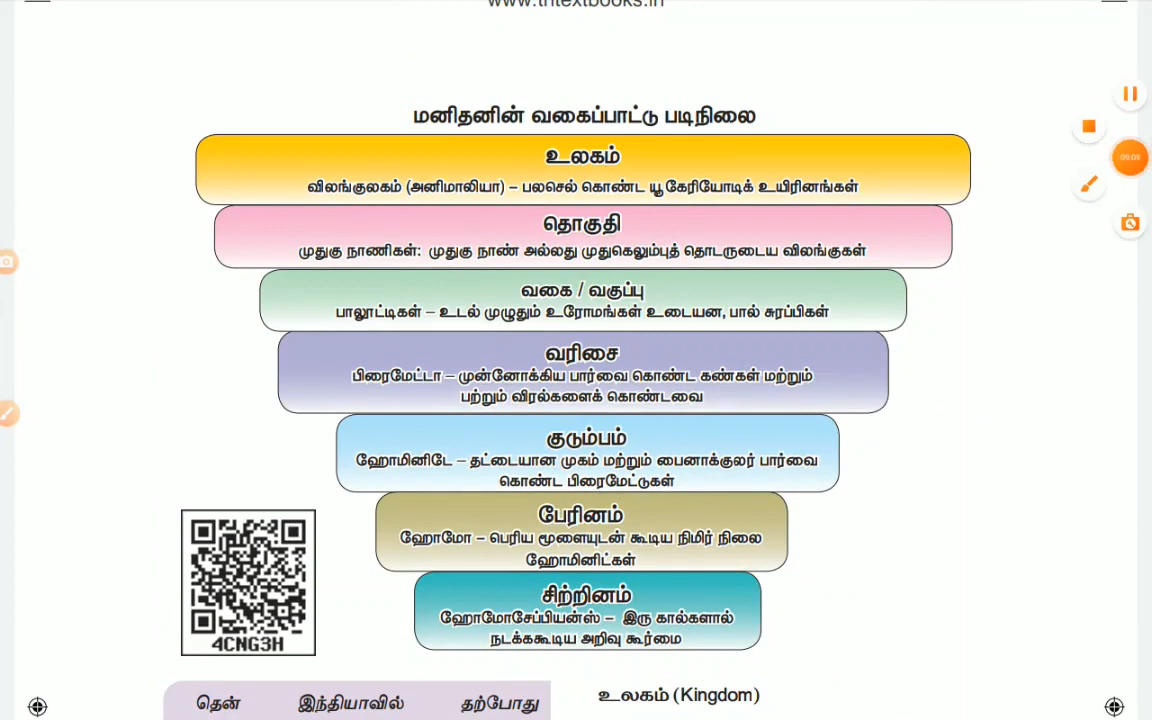 www.tntextbooks.in
மனிதனின் வகைப்பாட்டு படிநிலை
உலகம்
விலங்குலகம் (அனிமாலியா) – பலசெல் கொண்ட யூகேரியோடிக் உயிரினங்கள்
தொகுதி
முதுகு நாணிகள்: முதுகு நாண் அல்லது முதுகெலும்புத் தொடருடைய விலங்குகள்
வகை / வகுப்பு
பாலூட்டிகள் – உடல் முழுதும் உரோமங்கள் உடையன, பால் சுரப்பிகள்
வரிசை
பிரைமேட்டா – முன்னோக்கிய பார்வை கொண்ட கண்கள் மற்றும்
பற்றும் விரல்களைக் கொண்டவை
குடும்பம்
ஹோமினிடே – தட்டையான முகம் மற்றும் பைனாக்குலர் பார்வை
கொண்ட பிரைமேட்டுகள்
பேரினம்
ஹோமோ – பெரிய மூளையுடன் கூடிய நிமிர் நிலை
ஹோமினிட்கள்
சிற்றினம்
ஹோமோசேப்பியன்ஸ் – இரு கால்களால்
நடக்ககூடிய அறிவு கூர்மை
4CNG3H
தென் இந்தியாவில் தற்போது
உலகம் (Kingdom)